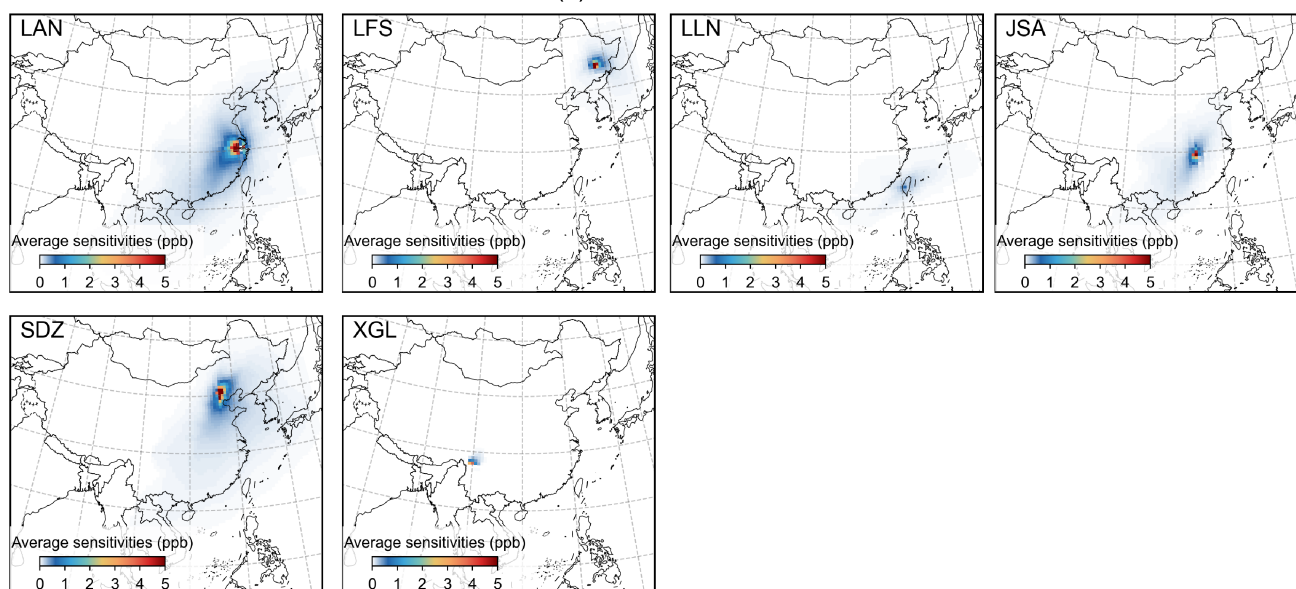 LAN
LFS
LLN
JSA
Average sensitivities (ppb)
Average sensitivities (ppb)
Average sensitivities (ppb)
Average sensitivities (ppb)
0 1 2 3 4 5
0 1 2 3 4 5
0 1 2 3 4 5
0 1 2 3 4 5
SDZ
XGL
Average sensitivities (ppb)
Average sensitivities (ppb)
0 1 2 3 4 5
0 1 2 3 4 5